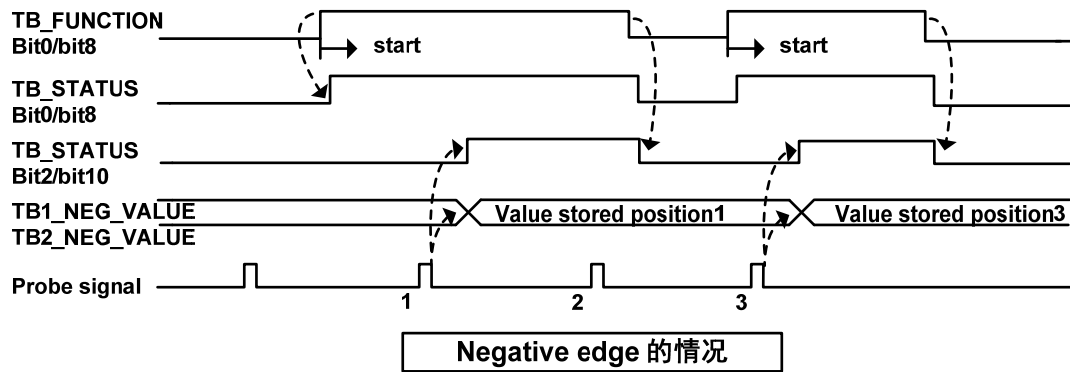 TB_FUNCTION
Bit0/bit8
start
start
TB_STATUS
Bit0/bit8
TB_STATUS
Bit2/bit10
TB1_NEG_VALUE
TB2_NEG_VALUE
Value stored position1
Value stored position3
Probe signal
1
2
3
Negative edge 的情况